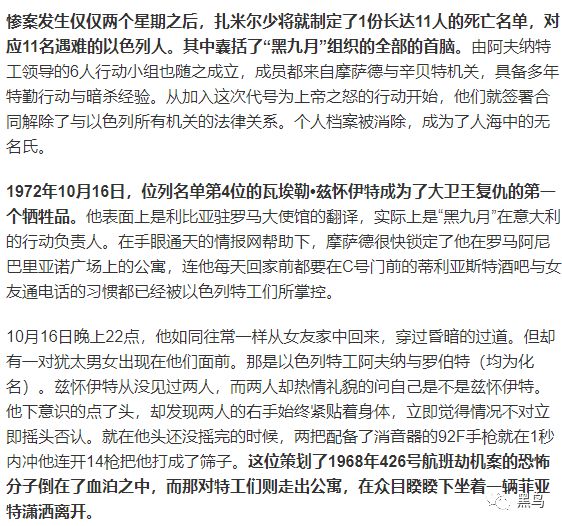 惨案发生仅仅两个星期之后，扎米尔少将就制定了1份长达11人的死亡名单，对
应11名遇难的以色列人。其中囊括了“黑九月”组织的全部的首脑。由阿夫纳特
工领导的6人行动小组也随之成立，成员都来自摩萨德与辛贝特机关，具备多年
特勤行动与暗杀经验。从加入这次代号为上帝之怒的行动开始，他们就签署合
同解除了与以色列所有机关的法律关系。个人档案被消除，成为了人海中的无
名氏。
1972年10月16日，位列名单第4位的瓦埃勒•兹怀伊特成为了大卫王复仇的第一
个牺牲品。他表面上是利比亚驻罗马大使馆的翻译，实际上是“黑九月”在意大利
的行动负责人。在手眼通天的情报网帮助下，摩萨德很快锁定了他在罗马阿尼
巴里亚诺广场上的公寓，连他每天回家前都要在C号门前的蒂利亚斯特酒吧与女
友通电话的习惯都已经被以色列特工们所掌控。
10月16日晚上22点，他如同往常一样从女友家中回来，穿过昏暗的过道。但却
有一对犹太男女出现在他们面前。那是以色列特工阿夫纳与罗伯特（均为化
名）。兹怀伊特从没见过两人，而两人却热情礼貌的问自己是不是兹怀伊特。
他下意识的点了头，却发现两人的右手始终紧贴着身体，立即觉得情况不对立
即摇头否认。就在他头还没摇完的时候，两把配备了消音器的92F手枪就在1秒
内冲他连开14枪把他打成了筛子。这位策划了1968年426号航班劫机案的恐怖
分子倒在了血泊之中，而那对特工们则走出公寓，在众目睽睽下坐着一辆菲亚
特潇洒离开。
黑鸟